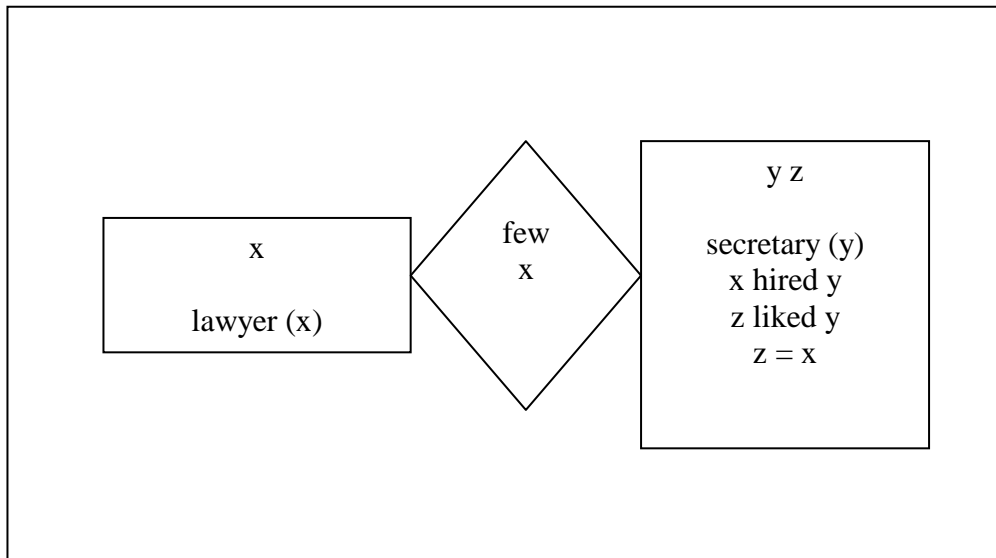 x
lawyer (x)
few
x
y z
secretary (y)
x hired y
z liked y
z = x